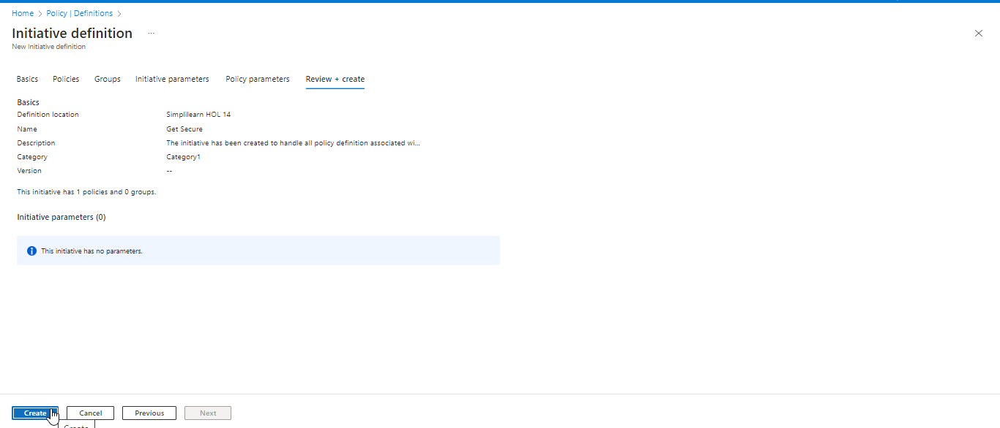 Home > Policy | Definitions >
Initiative definition ...
New Initiative definition
Basics Policies Groups Initiative parameters Policy parameters Review + create
Basics
Definition location Simplilearn HOL 14
Name Get Secure
Description The initiative has been created to handle all policy definition associated wi...
Category Category1
Version --
This initiative has 1 policies and 0 groups.
Initiative parameters (0)
This initiative has no parameters.
Create Cancel Previous Next
Create